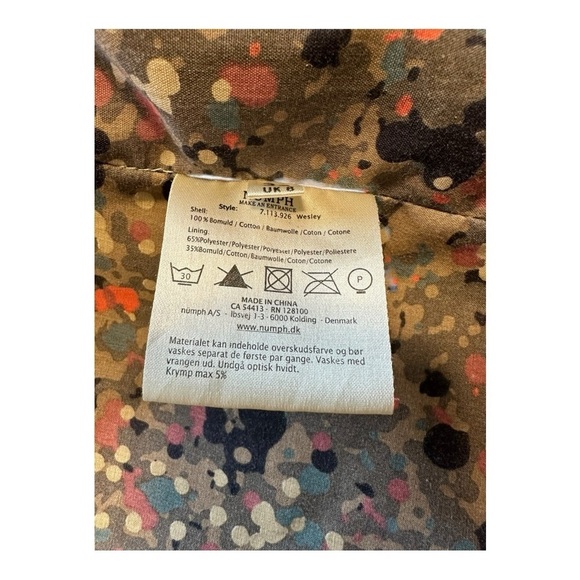 UK 8
NÜMPH
MAKE AN ENTRANCE
Style: 7.113.926 Wesley
Shell:
100% Bomuld / Cotton / Baumwolle / Coton / Cotone
Lining:
65%Polyester/Polyester/Polyester/Polyester/Poliestere
35%Bomuld/Cotton/Baumwolle/Coton/Cotone
30 P
MADE IN CHINA
CA 54413 - RN 128100
nümph A/S - Ibsvej 1-3 - 6000 Kolding - Denmark
www.numph.dk
Materialet kan indeholde overskudsfarve og bør
vaskes separat de første par gange. Vaskes med
vrangen ud. Undgå optisk hvidt.
Krymp max 5%